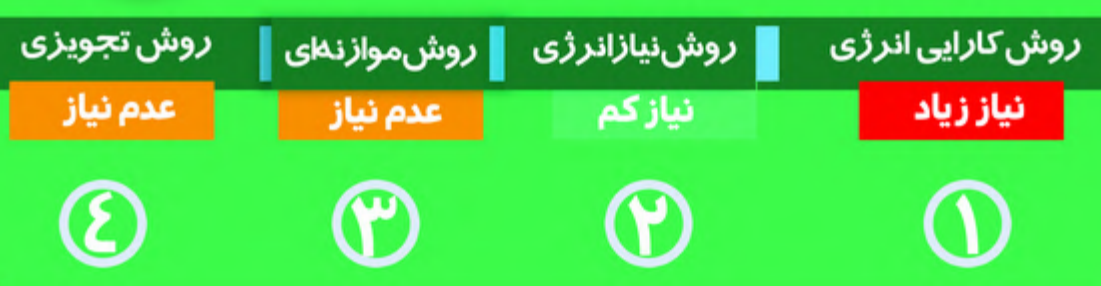 روش کارایی انرژی روش نیاز انرژی روش موازنه‌ای روش تجویزی
نیاز زیاد نیاز کم عدم نیاز عدم نیاز
۱ ۲ ۳ ٤